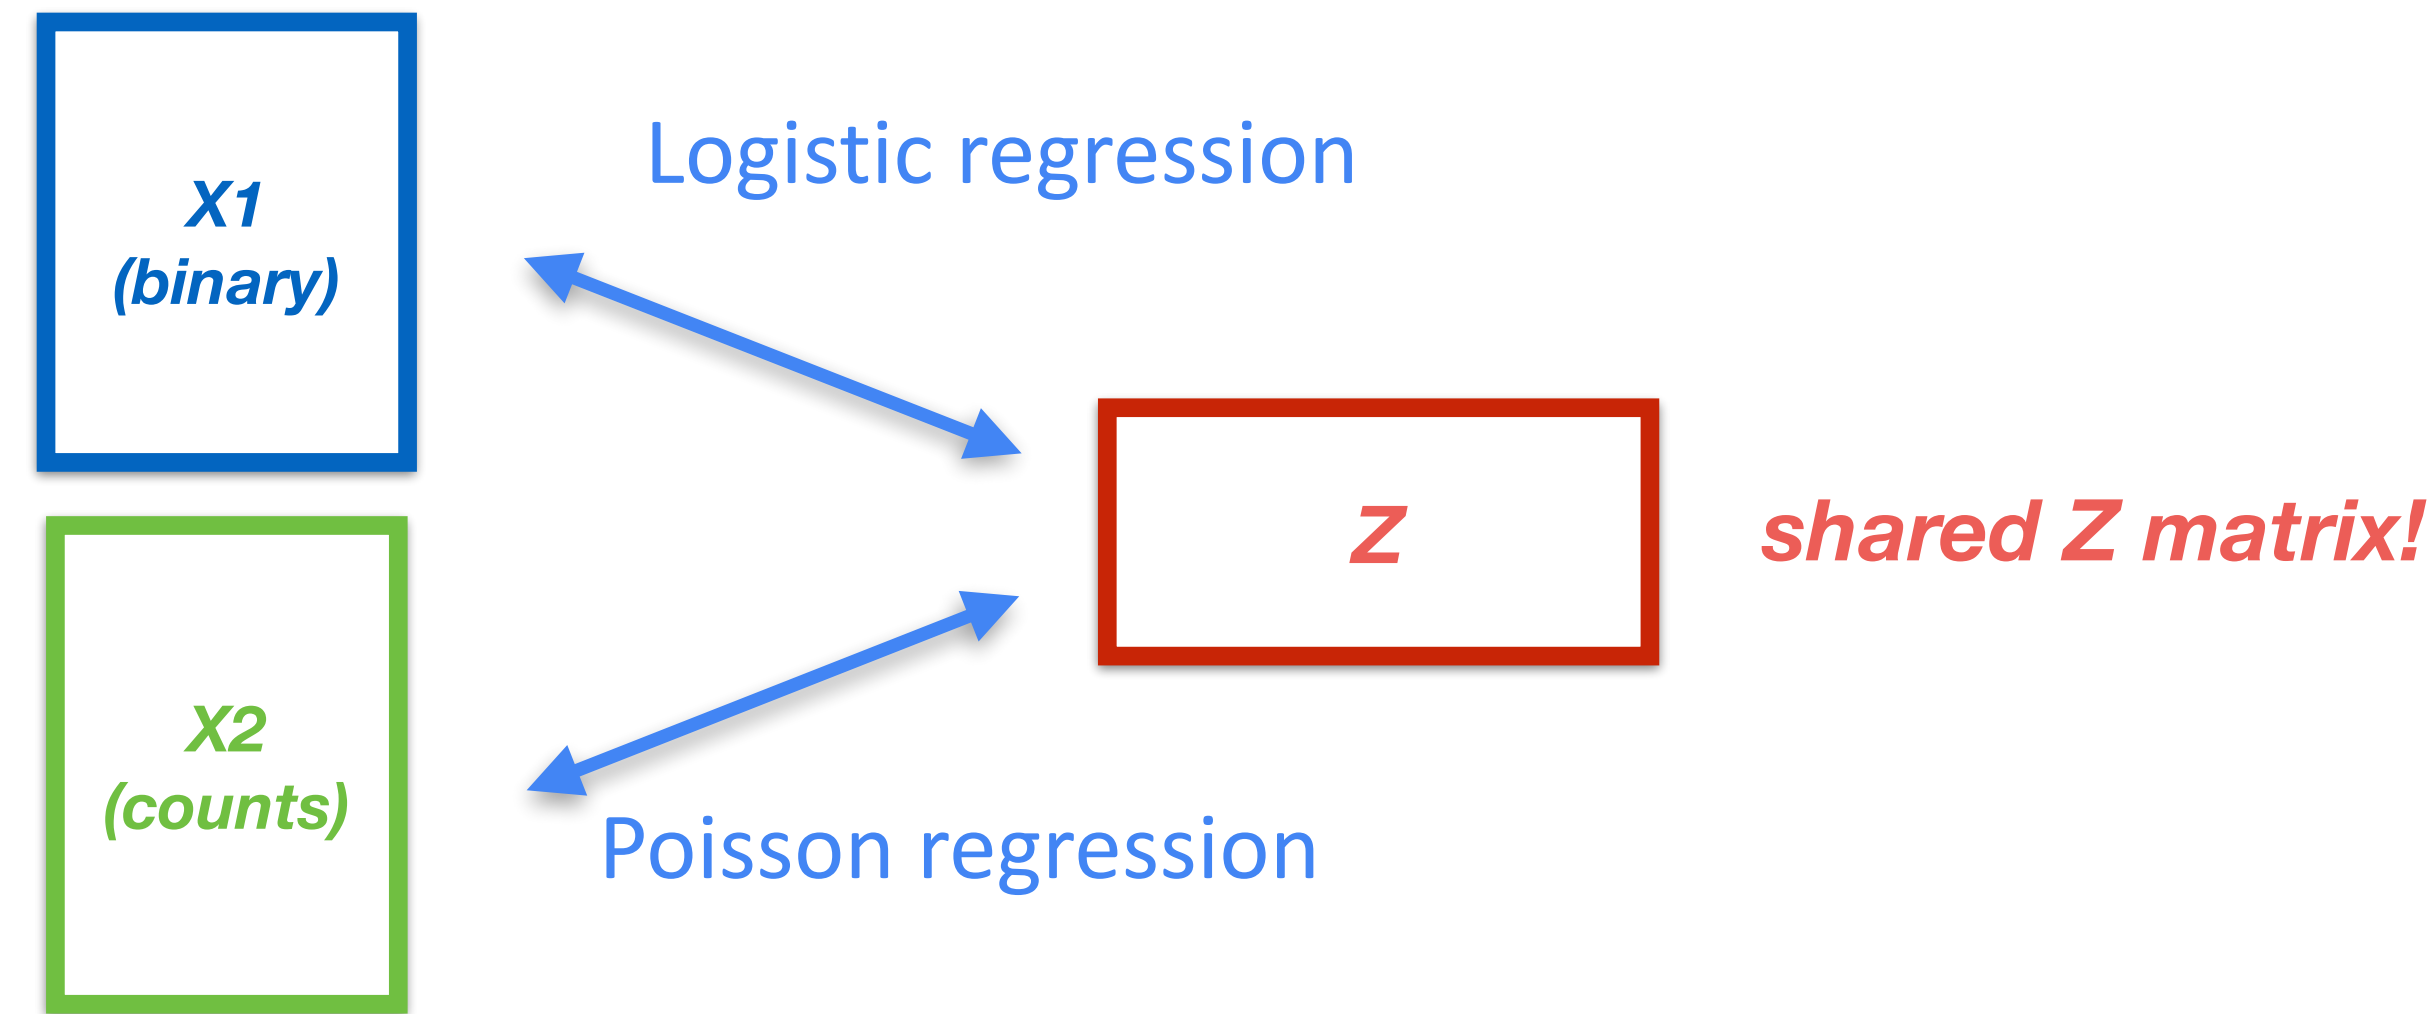 X1
(binary)
Logistic regression
Z
shared Z matrix!
X2
(counts)
Poisson regression